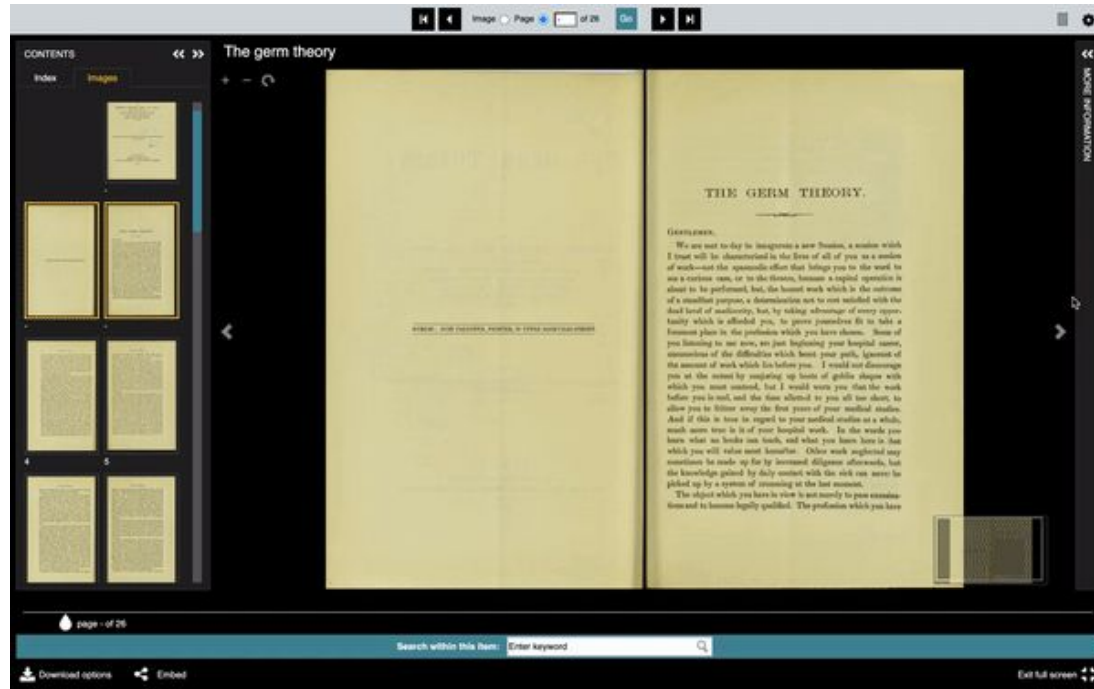 Image Page - of 26 Go
CONTENTS
Index Images
The germ theory
MORE INFORMATION
THE GERM THEORY.
GENTLEMEN,
We are met to-day to inaugurate a new Session, a session which
I trust will be characterized in the lives of all of you as a session
of work—not the spasmodic effort that brings you to the ward to
see a curious case, or to the theatre, because a capital operation is
about to be performed, but, the honest work which is the outcome
of a steadfast purpose, a determination not to rest satisfied with the
dead level of mediocrity, but, by taking advantage of every oppor-
tunity which is afforded you, to prove yourselves fit to take a
foremost place in the profession which you have chosen. Some of
you listening to me now, are just beginning your hospital career,
unconscious of the difficulties which beset your path, ignorant of
the amount of work which lies before you. I would not discourage
you at the outset by conjuring up hosts of goblin shapes with
which you must contend, but I would warn you that the work
before you is real, and the time allotted to you all too short, to
allow you to fritter away the first years of your medical studies.
And if this is true in regard to your medical studies as a whole,
much more true is it of your hospital work. In the wards you
learn what no books can teach, and what you learn here is that
which you will value most hereafter. Other work neglected may
sometimes be made up for by increased diligence afterwards, but
the knowledge gained by daily contact with the sick can never be
picked up by a system of cramming at the last moment.
The object which you have in view is not merely to pass examina-
tions and to become legally qualified. The profession which you have
4 5
page - of 26
Search within this item: Enter keyword
Download options Embed
Exit full screen